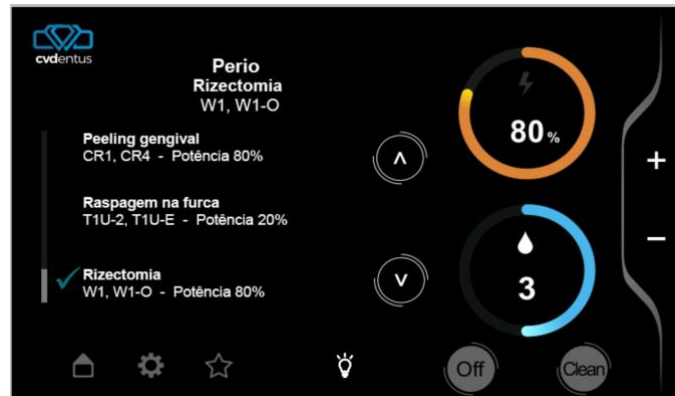 cvdentus
Perio
Rizectomia
W1, W1-O
Peeling gengival
CR1, CR4 - Potência 80%
Raspagem na furca
T1U-2, T1U-E - Potência 20%
Rizectomia
W1, W1-O - Potência 80%
80%
3
+
−
Off
Clean